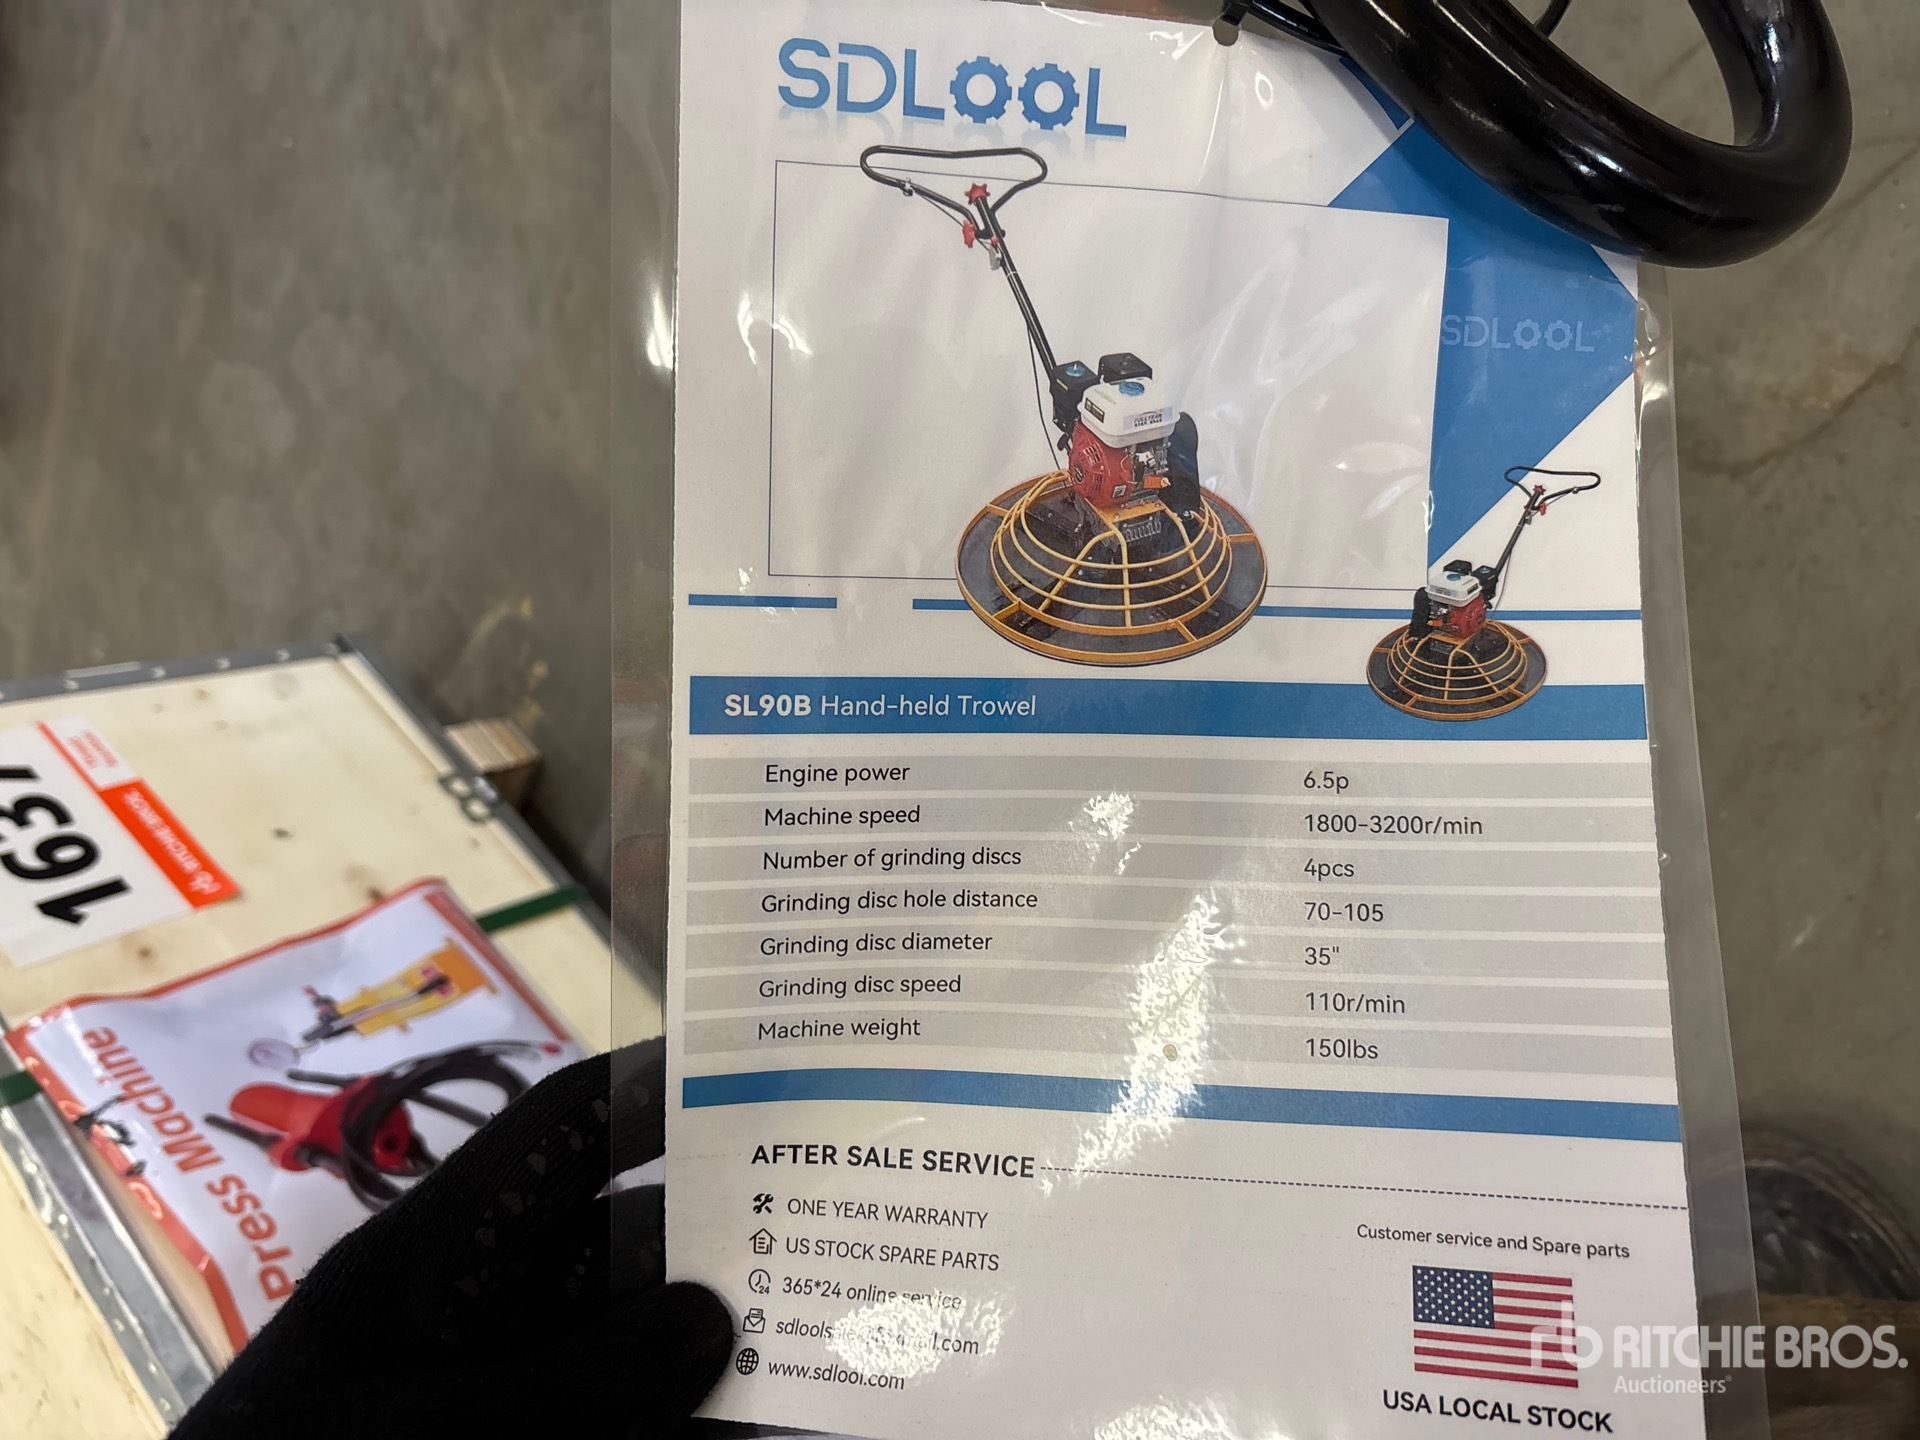 SDLOOL
SDLOOL
SL90B Hand-held Trowel
Engine power 6.5p
Machine speed 1800-3200r/min
Number of grinding discs 4pcs
Grinding disc hole distance 70-105
Grinding disc diameter 35"
Grinding disc speed 110r/min
Machine weight 150lbs
AFTER SALE SERVICE
ONE YEAR WARRANTY
US STOCK SPARE PARTS
365*24 online service
www.sdlool.com
Customer service and Spare parts
USA LOCAL STOCK
163
Press Machine
RITCHIE BROS.
Auctioneers